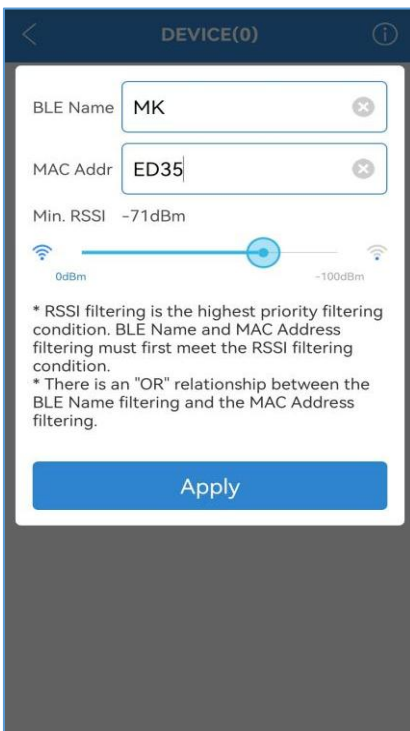 DEVICE(0)
BLE Name MK
MAC Addr ED35
Min. RSSI -71dBm
0dBm -100dBm
* RSSI filtering is the highest priority filtering
condition. BLE Name and MAC Address
filtering must first meet the RSSI filtering
condition.
* There is an "OR" relationship between the
BLE Name filtering and the MAC Address
filtering.
Apply